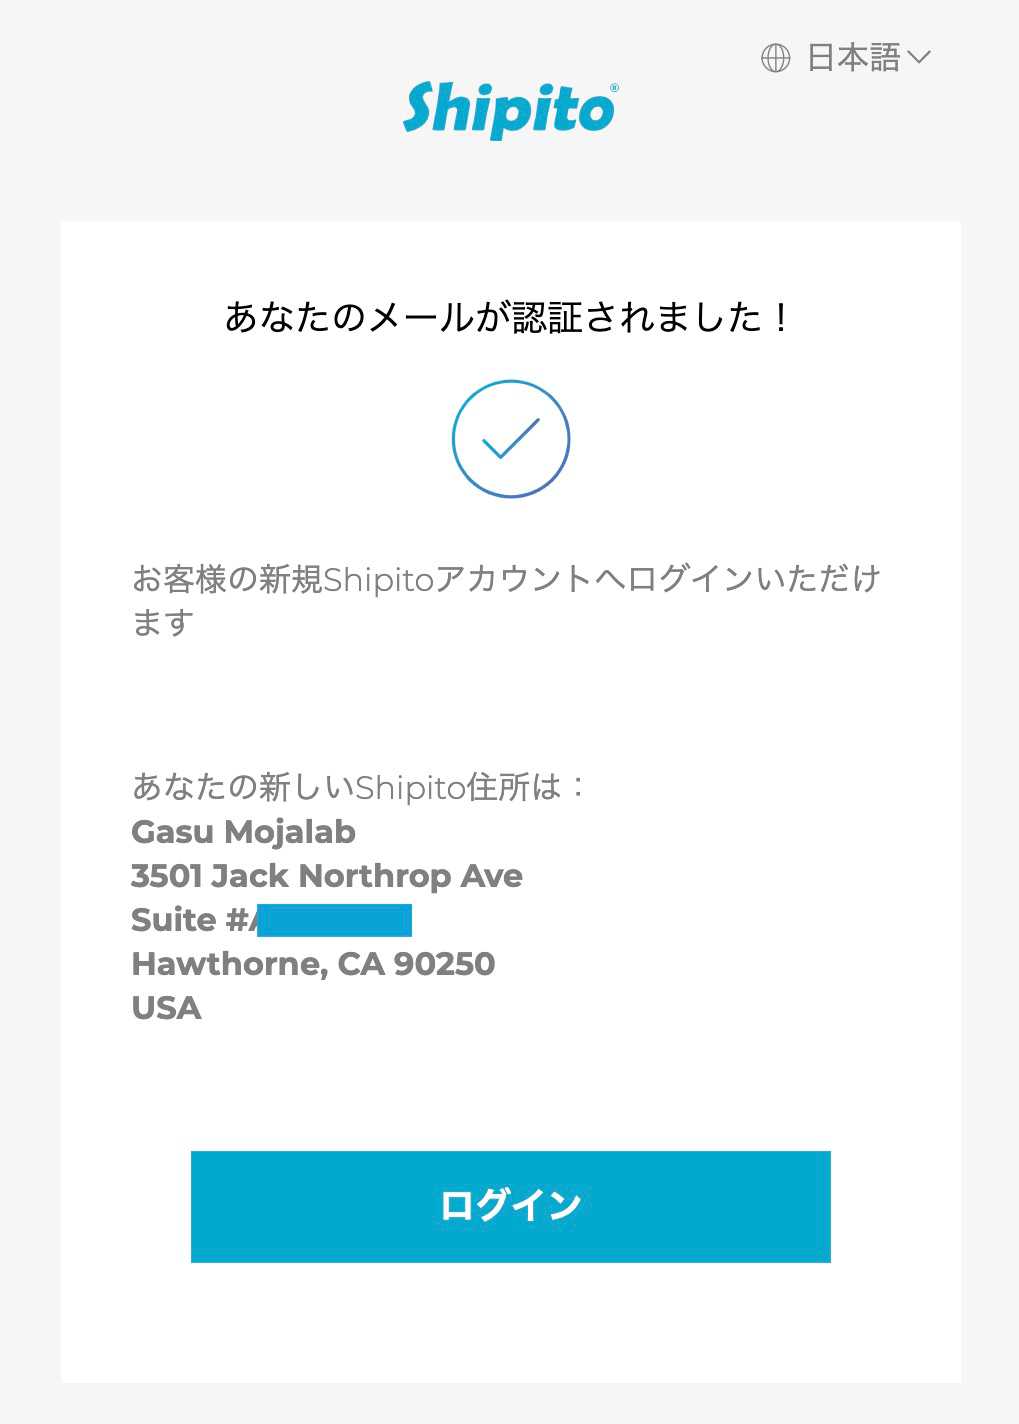 日本語
Shipito®
あなたのメールが認証されました！
お客様の新規Shipitoアカウントへログインいただけ
ます
あなたの新しいShipito住所は：
Gasu Mojalab
3501 Jack Northrop Ave
Suite #
Hawthorne, CA 90250
USA
ログイン